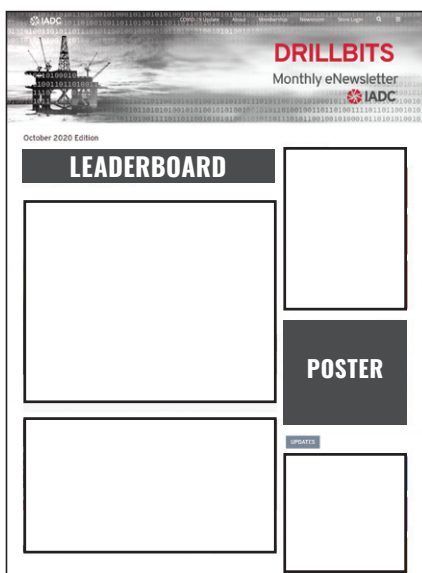 IADC
COVID-19 Update About Membership Newsroom Store Login
DRILLBITS
Monthly eNewsletter
IADC
October 2020 Edition
LEADERBOARD
POSTER
UPDATES